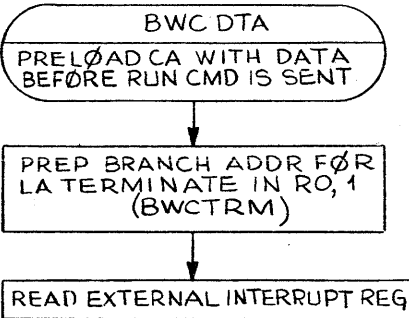 BWC DTA
PRELØAD CA WITH DATA
BEFØRE RUN CMD IS SENT
PREP BRANCH ADDR FØR
LA TERMINATE IN RO, 1
(BWCTRM)
READ EXTERNAL INTERRUPT REG